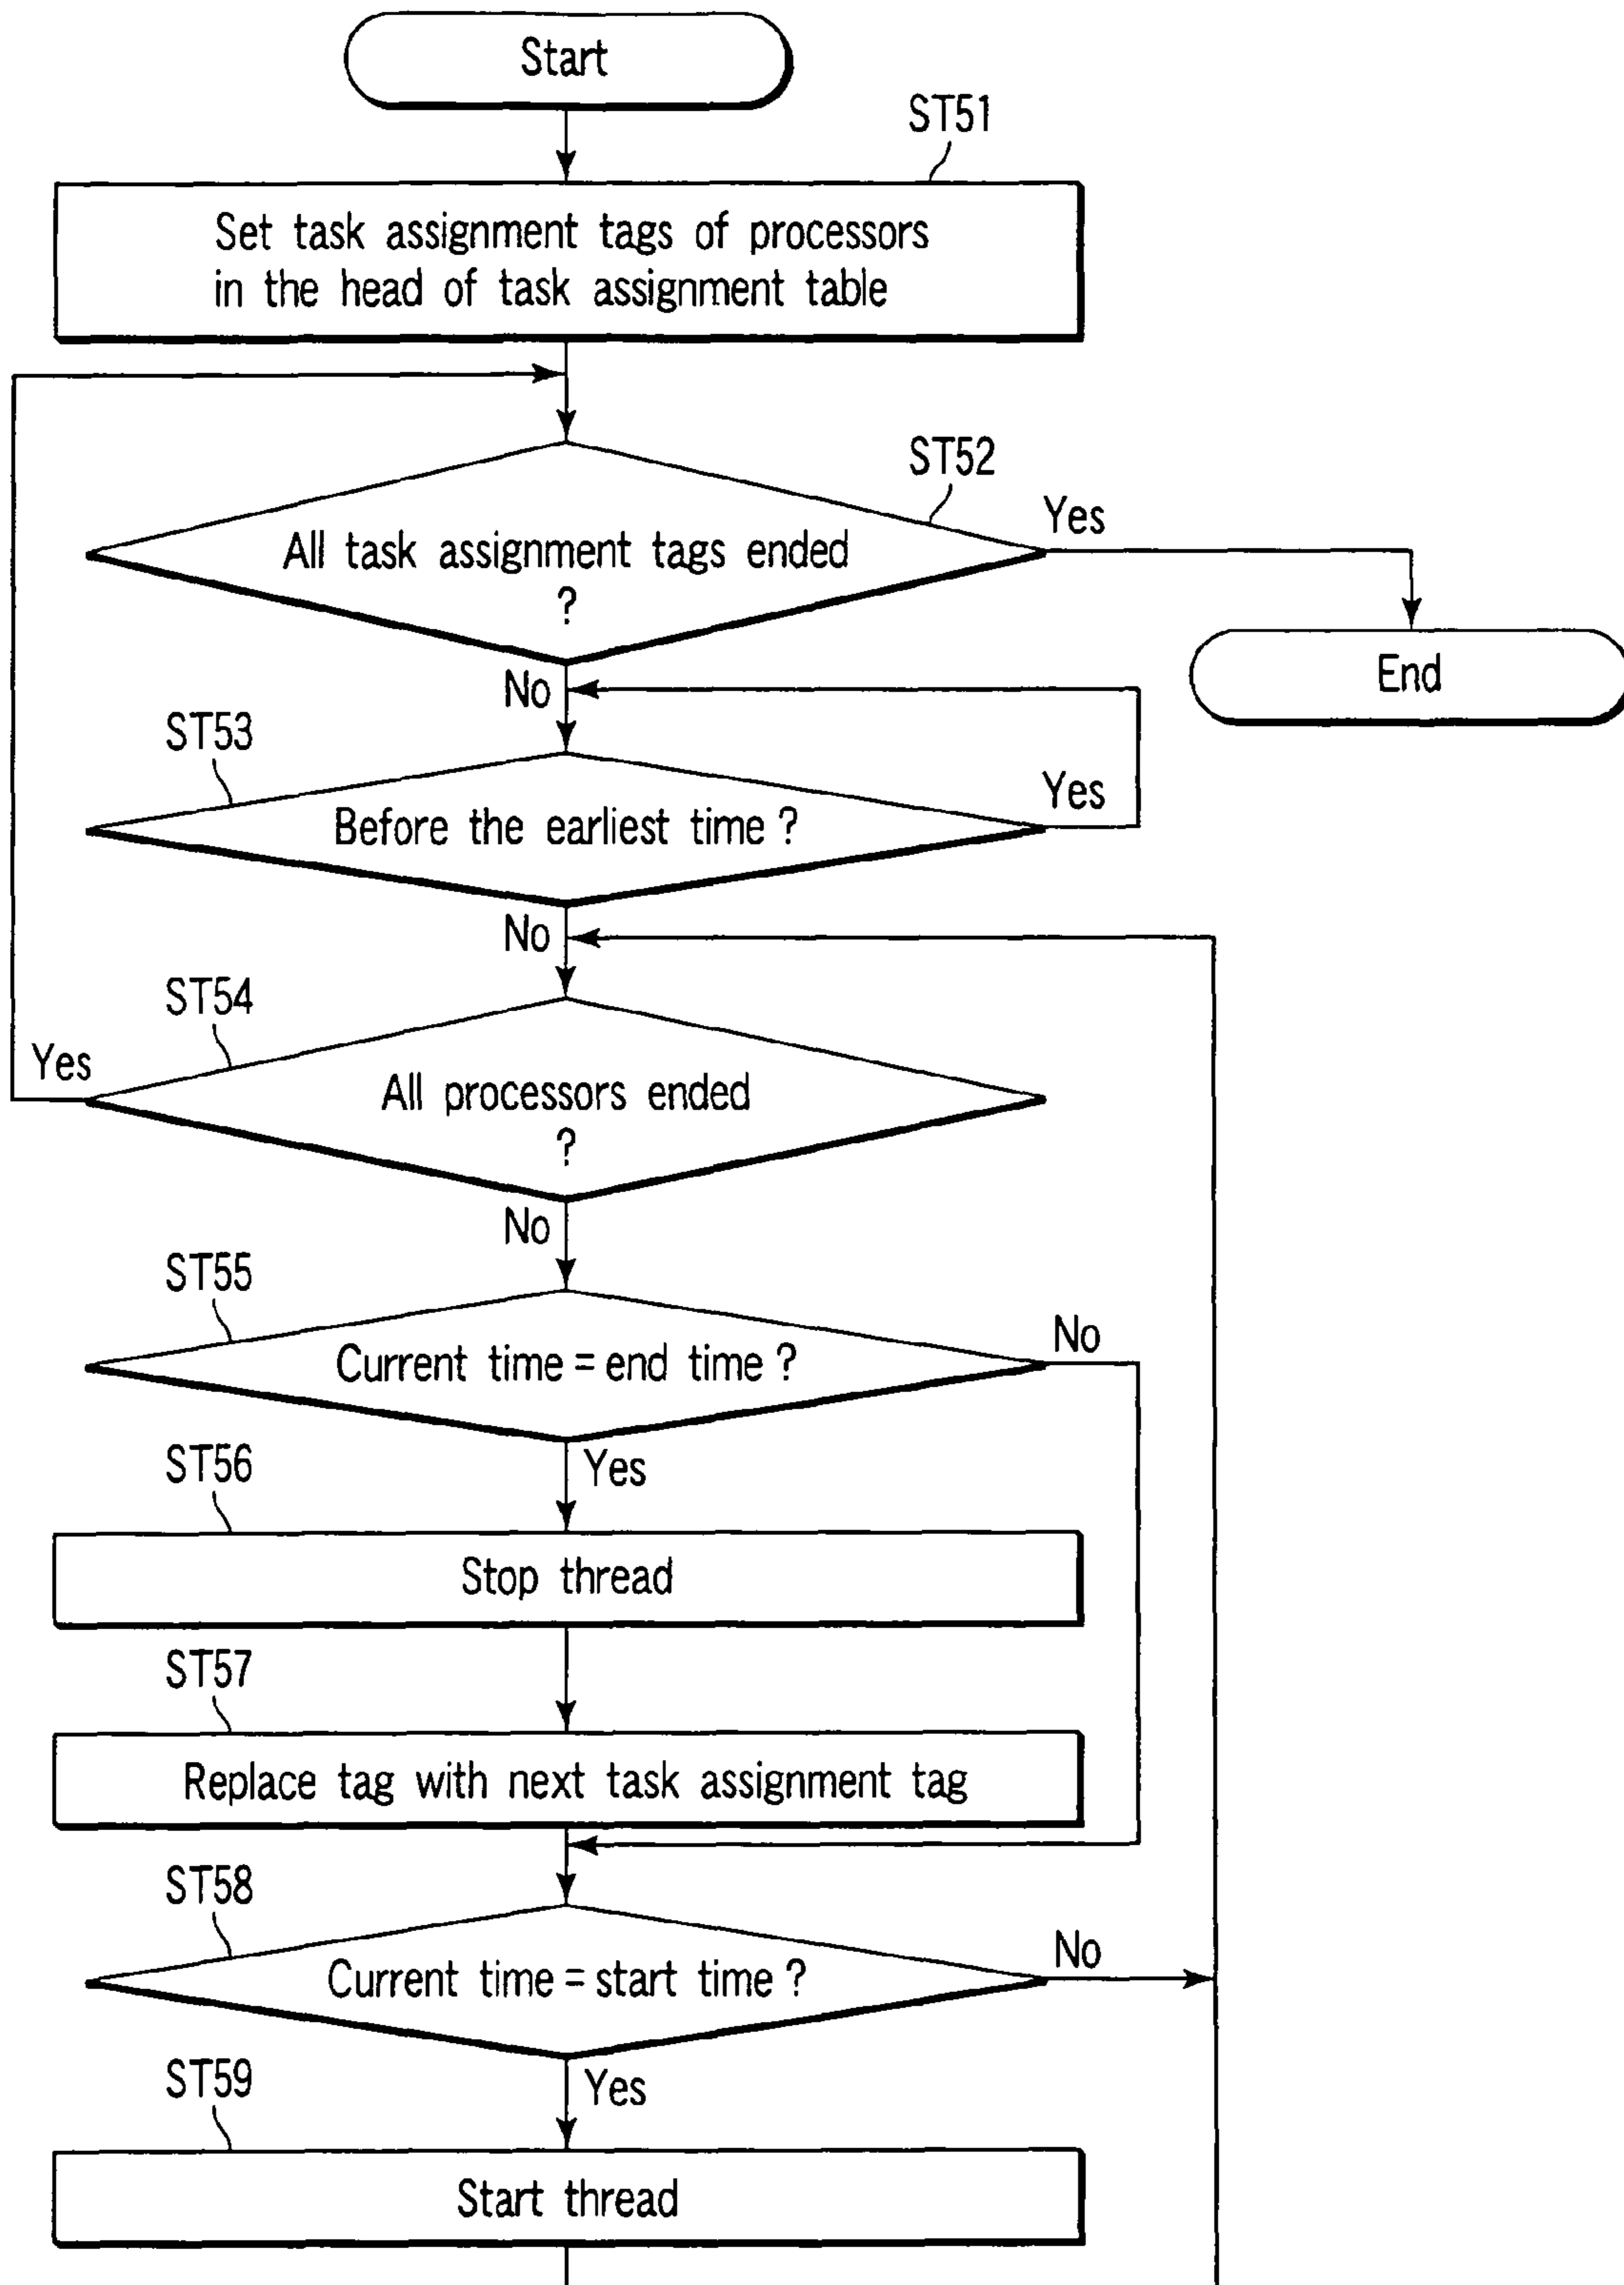 Start
ST51
Set task assignment tags of processors
in the head of task assignment table
ST52
All task assignment tags ended
?
Yes
End
No
ST53
Before the earliest time ?
Yes
No
ST54
Yes
All processors ended
?
No
ST55
Current time = end time ?
No
Yes
ST56
Stop thread
ST57
Replace tag with next task assignment tag
ST58
Current time = start time ?
No
Yes
ST59
Start thread